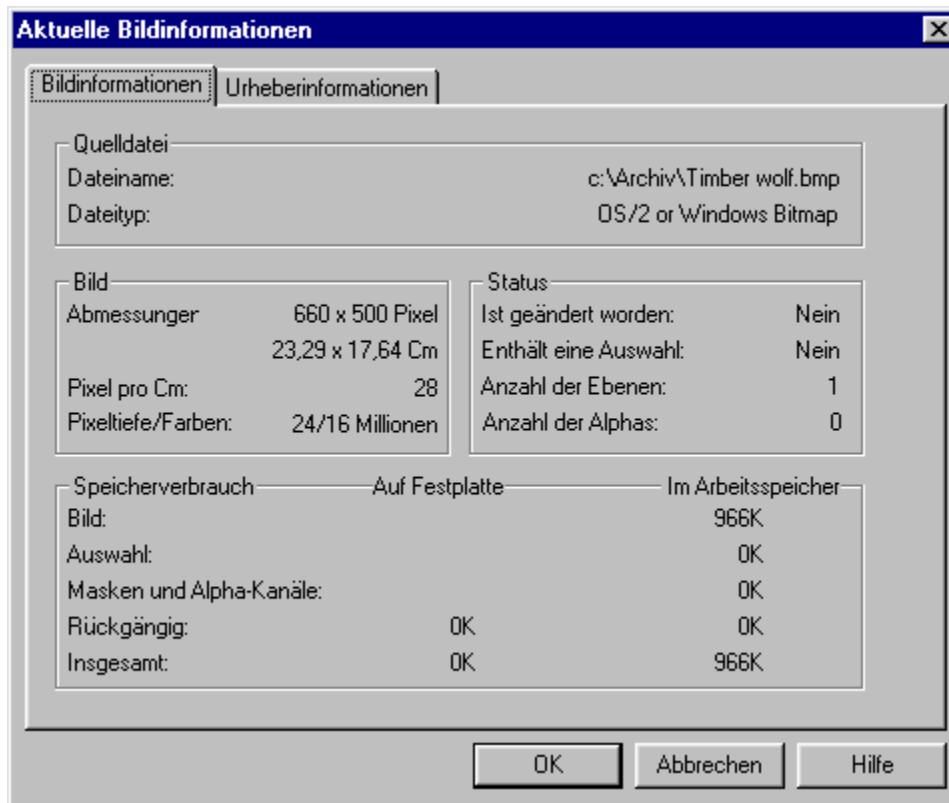 Aktuelle Bildinformationen
Bildinformationen Urheberinformationen
Quelldatei
Dateiname: c:\Archiv\Timber wolf.bmp
Dateityp: OS/2 or Windows Bitmap
Bild
Abmessunger 660 x 500 Pixel
23,29 x 17,64 Cm
Pixel pro Cm: 28
Pixeltiefe/Farben: 24/16 Millionen
Status
Ist geändert worden: Nein
Enthält eine Auswahl: Nein
Anzahl der Ebenen: 1
Anzahl der Alphas: 0
Speicherverbrauch Auf Festplatte Im Arbeitsspeicher
Bild: 966K
Auswahl: 0K
Masken und Alpha-Kanäle: 0K
Rückgängig: 0K 0K
Insgesamt: 0K 966K
OK Abbrechen Hilfe